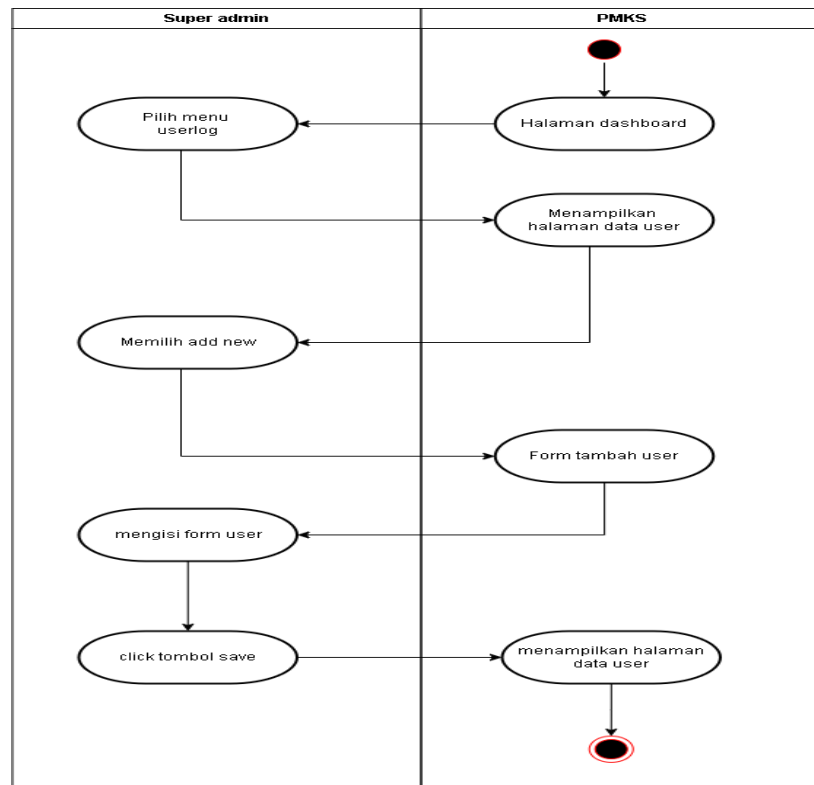 Super admin
PMKS
Pilih menu
userlog
Halaman dashboard
Menampilkan
halaman data user
Memilih add new
Form tambah user
mengisi form user
click tombol save
menampilkan halaman
data user